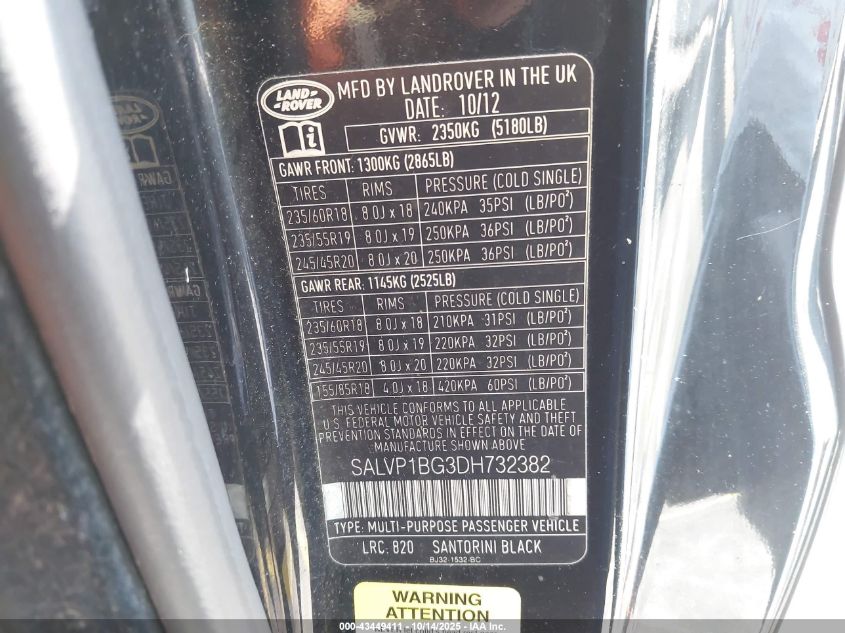 LAND-
-ROVER
MFD BY LANDROVER IN THE UK
DATE: 10/12
i
GVWR: 2350KG (5180LB)
GAWR FRONT: 1300KG (2865LB)
TIRES RIMS PRESSURE (COLD SINGLE)
235/60R18 8.0J x 18 240KPA 35PSI (LB/PO²)
235/55R19 8.0J x 19 250KPA 36PSI (LB/PO²)
245/45R20 8.0J x 20 250KPA 36PSI (LB/PO²)
GAWR REAR: 1145KG (2525LB)
TIRES RIMS PRESSURE (COLD SINGLE)
235/60R18 8.0J x 18 210KPA 31PSI (LB/PO²)
235/55R19 8.0J x 19 220KPA 32PSI (LB/PO²)
245/45R20 8.0J x 20 220KPA 32PSI (LB/PO²)
155/85R18 4.0J x 18 420KPA 60PSI (LB/PO²)
THIS VEHICLE CONFORMS TO ALL APPLICABLE
U.S. FEDERAL MOTOR VEHICLE SAFETY AND THEFT
PREVENTION STANDARDS IN EFFECT ON THE DATE OF
MANUFACTURE SHOWN ABOVE
SALVP1BG3DH732382
TYPE: MULTI-PURPOSE PASSENGER VEHICLE
LRC: 820 SANTORINI BLACK
BJ32-1532-BC
WARNING
ATTENTION
000-43449411 - 10/14/2025 - IAA Inc.